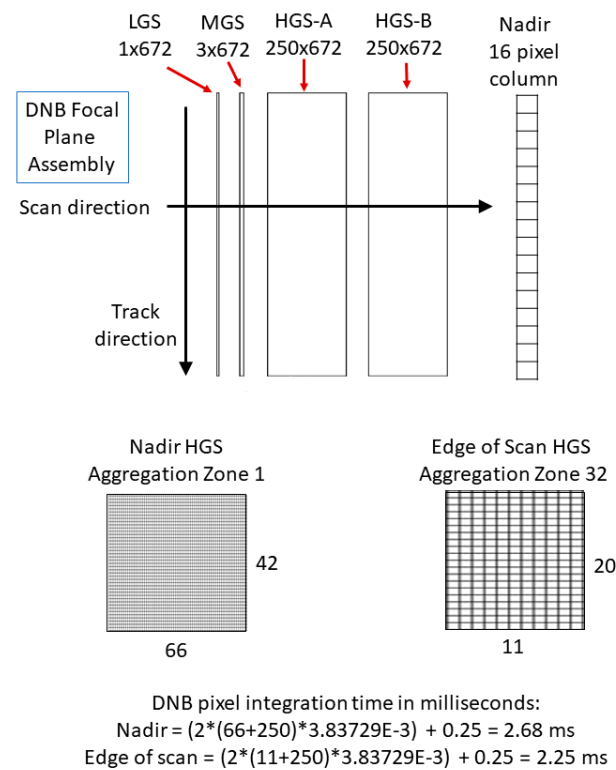 LGS
1x672
MGS
3x672
HGS-A
250x672
HGS-B
250x672
Nadir
16 pixel
column
DNB Focal
Plane
Assembly
Scan direction
Track
direction
Nadir HGS
Aggregation Zone 1
42
66
Edge of Scan HGS
Aggregation Zone 32
20
11
DNB pixel integration time in milliseconds:
Nadir = (2*(66+250)*3.83729E-3) + 0.25 = 2.68 ms
Edge of scan = (2*(11+250)*3.83729E-3) + 0.25 = 2.25 ms